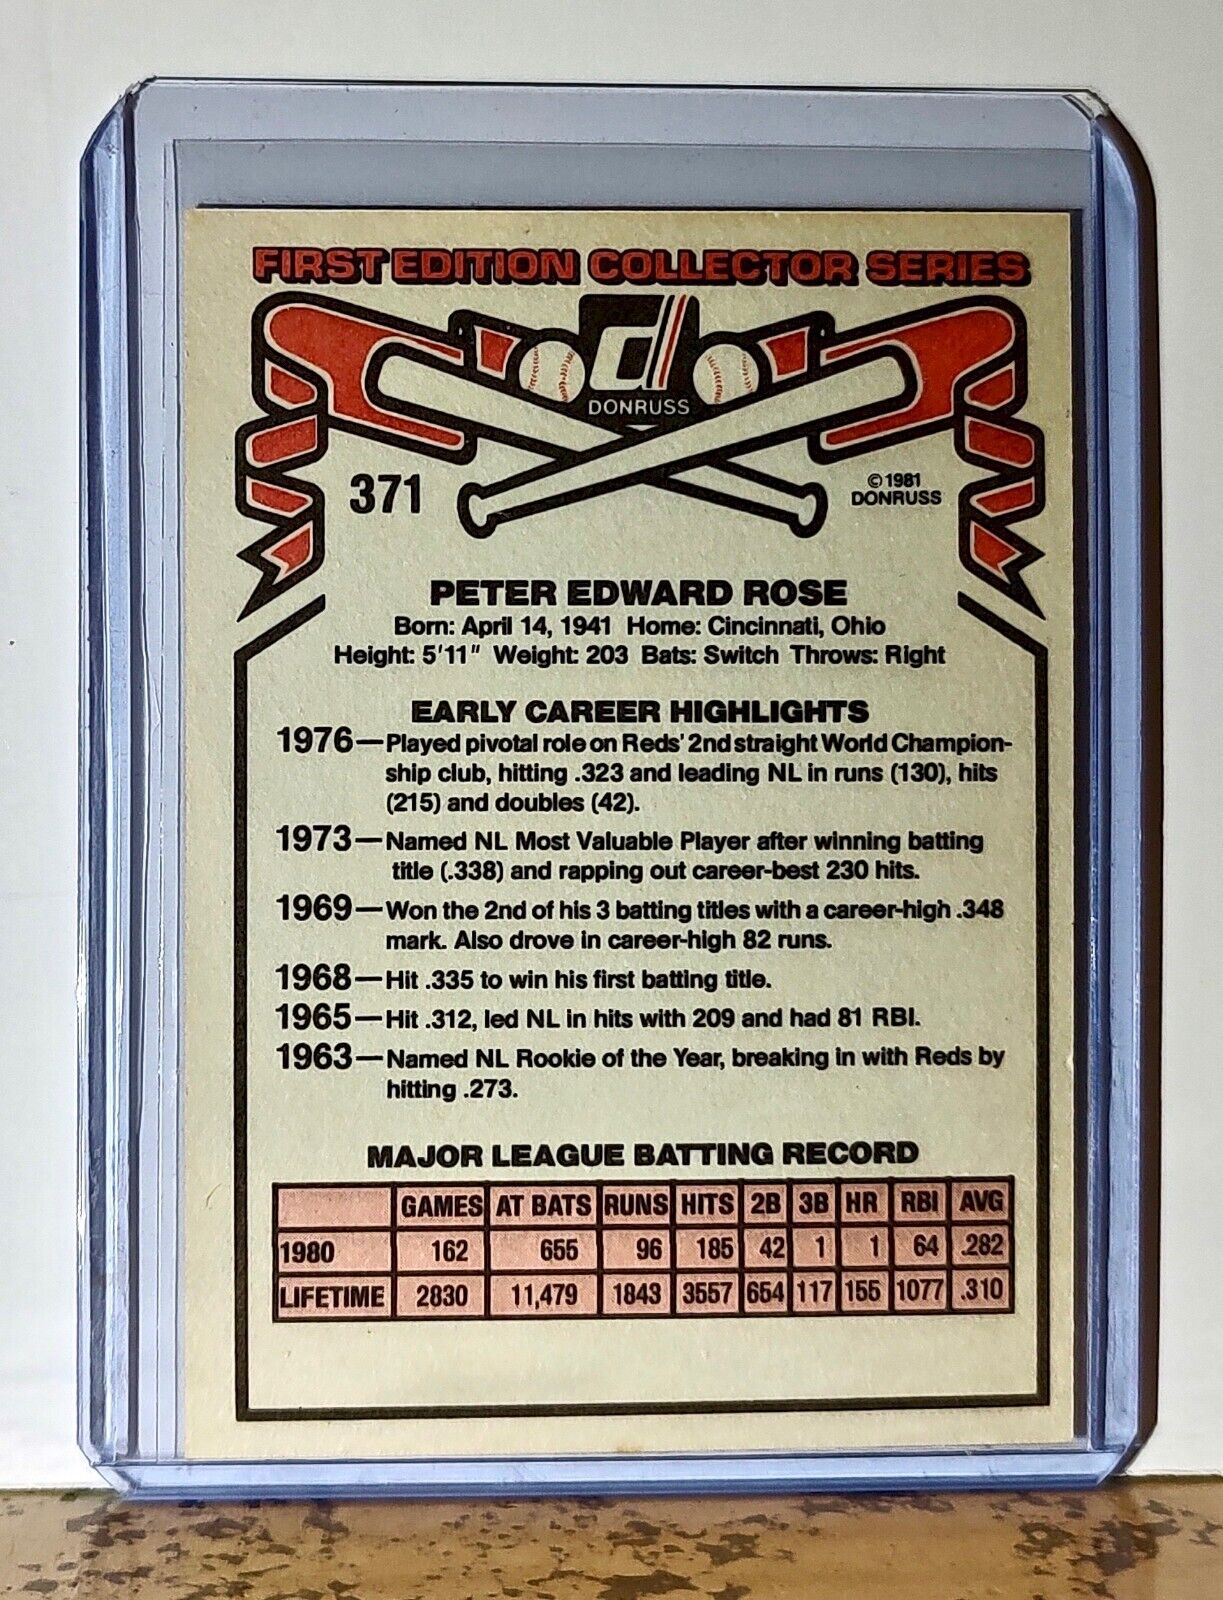 FIRST EDITION COLLECTOR SERIES
d
DONRUSS
371
©1981
DONRUSS
PETER EDWARD ROSE
Born: April 14, 1941 Home: Cincinnati, Ohio
Height: 5'11" Weight: 203 Bats: Switch Throws: Right
EARLY CAREER HIGHLIGHTS
1976—Played pivotal role on Reds' 2nd straight World Champion-
ship club, hitting .323 and leading NL in runs (130), hits
(215) and doubles (42).
1973—Named NL Most Valuable Player after winning batting
title (.338) and rapping out career-best 230 hits.
1969—Won the 2nd of his 3 batting titles with a career-high .348
mark. Also drove in career-high 82 runs.
1968—Hit .335 to win his first batting title.
1965—Hit .312, led NL in hits with 209 and had 81 RBI.
1963—Named NL Rookie of the Year, breaking in with Reds by
hitting .273.
MAJOR LEAGUE BATTING RECORD
GAMES AT BATS RUNS HITS 2B 3B HR RBI AVG
1980 162 655 96 185 42 1 1 64 .282
LIFETIME 2830 11,479 1843 3557 654 117 155 1077 .310